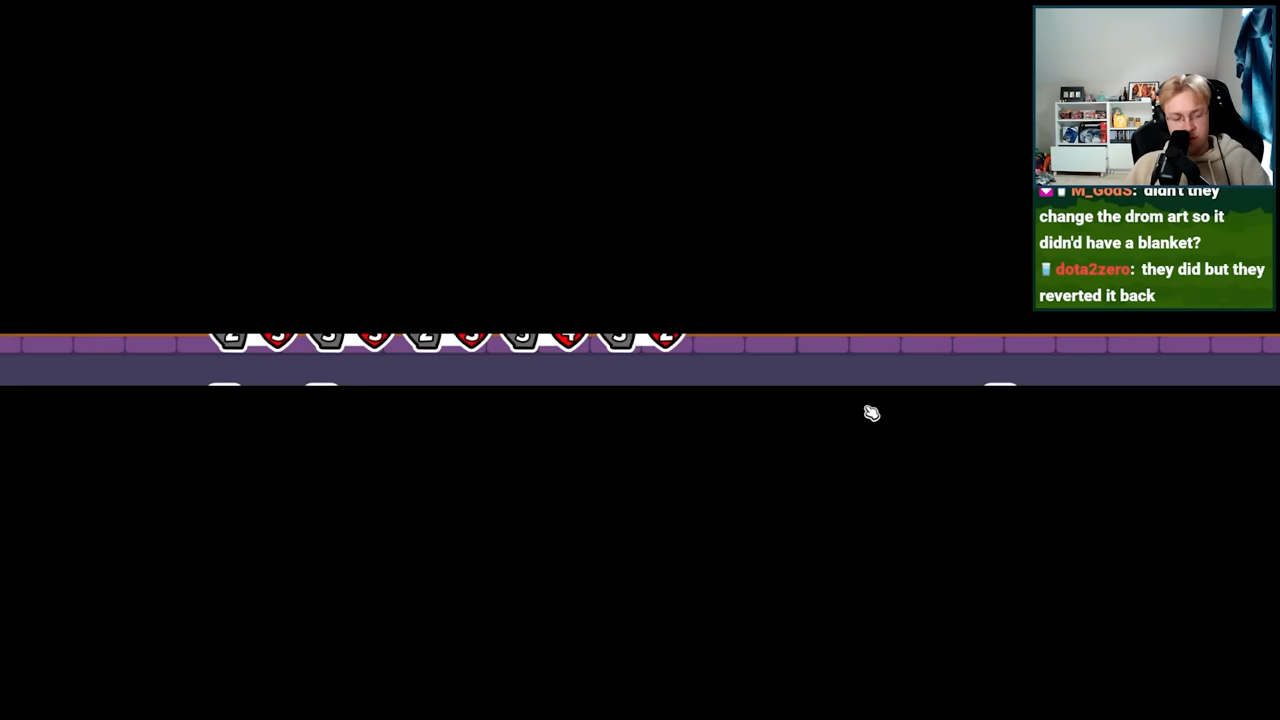 M_GodS: didn't they
change the drom art so it
didn'd have a blanket?
dota2zero: they did but they
reverted it back